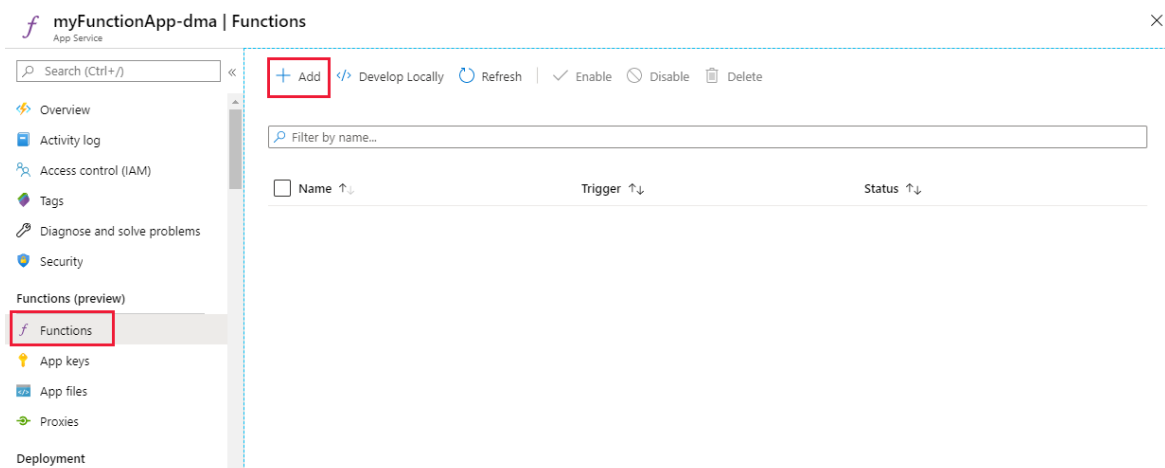 myFunctionApp-dma | Functions
App Service
Search (Ctrl+/)
Overview
Activity log
Access control (IAM)
Tags
Diagnose and solve problems
Security
Functions (preview)
Functions
App keys
App files
Proxies
Deployment
Add Develop Locally Refresh Enable Disable Delete
Filter by name...
Name Trigger Status